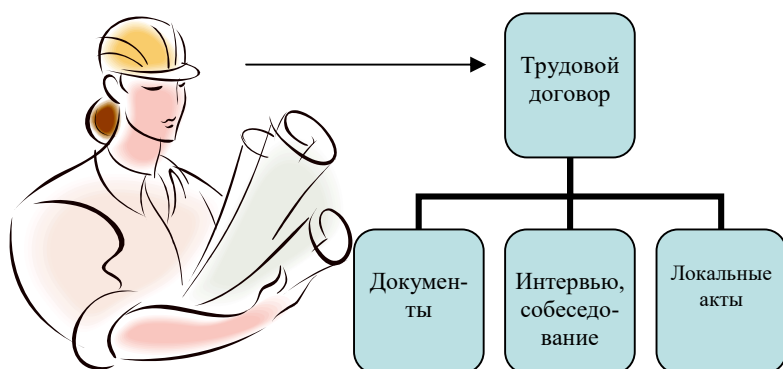 Трудовой
договор
Докумен-
ты
Интервью,
собеседо-
вание
Локальные
акты